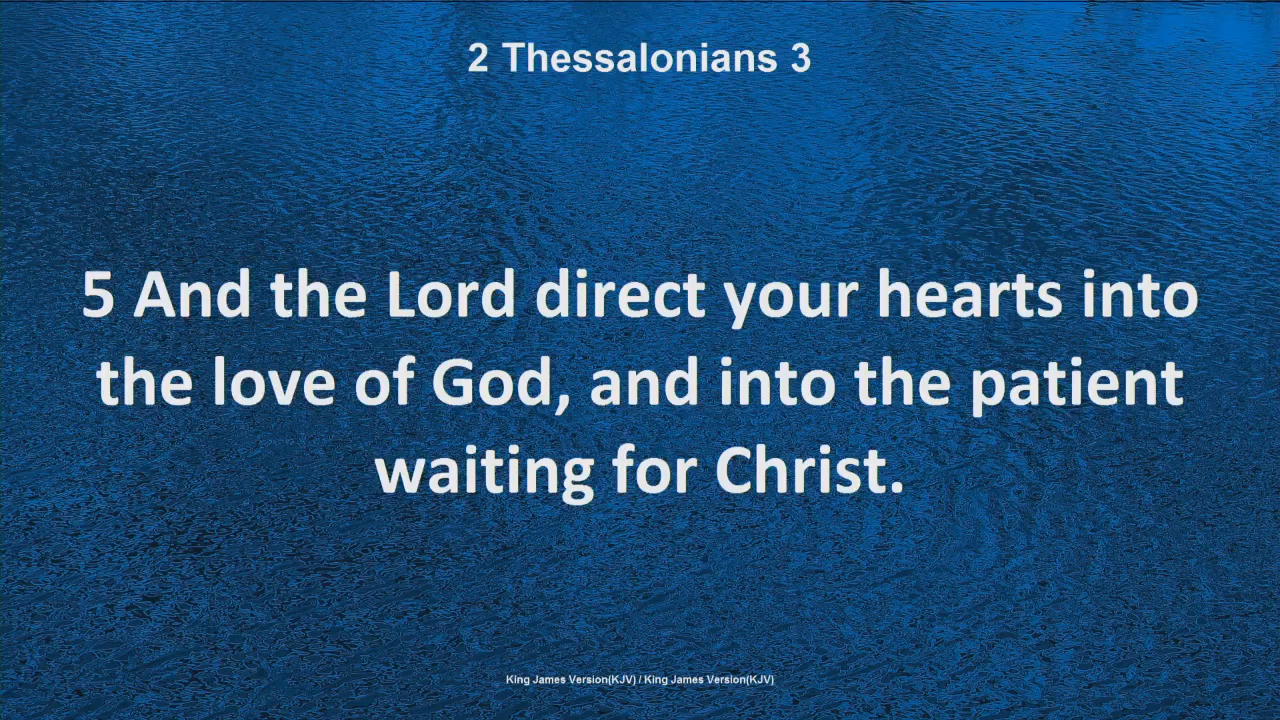 2 Thessalonians 3
5 And the Lord direct your hearts into
the love of God, and into the patient
waiting for Christ.
King James Version(KJV) / King James Version(KJV)